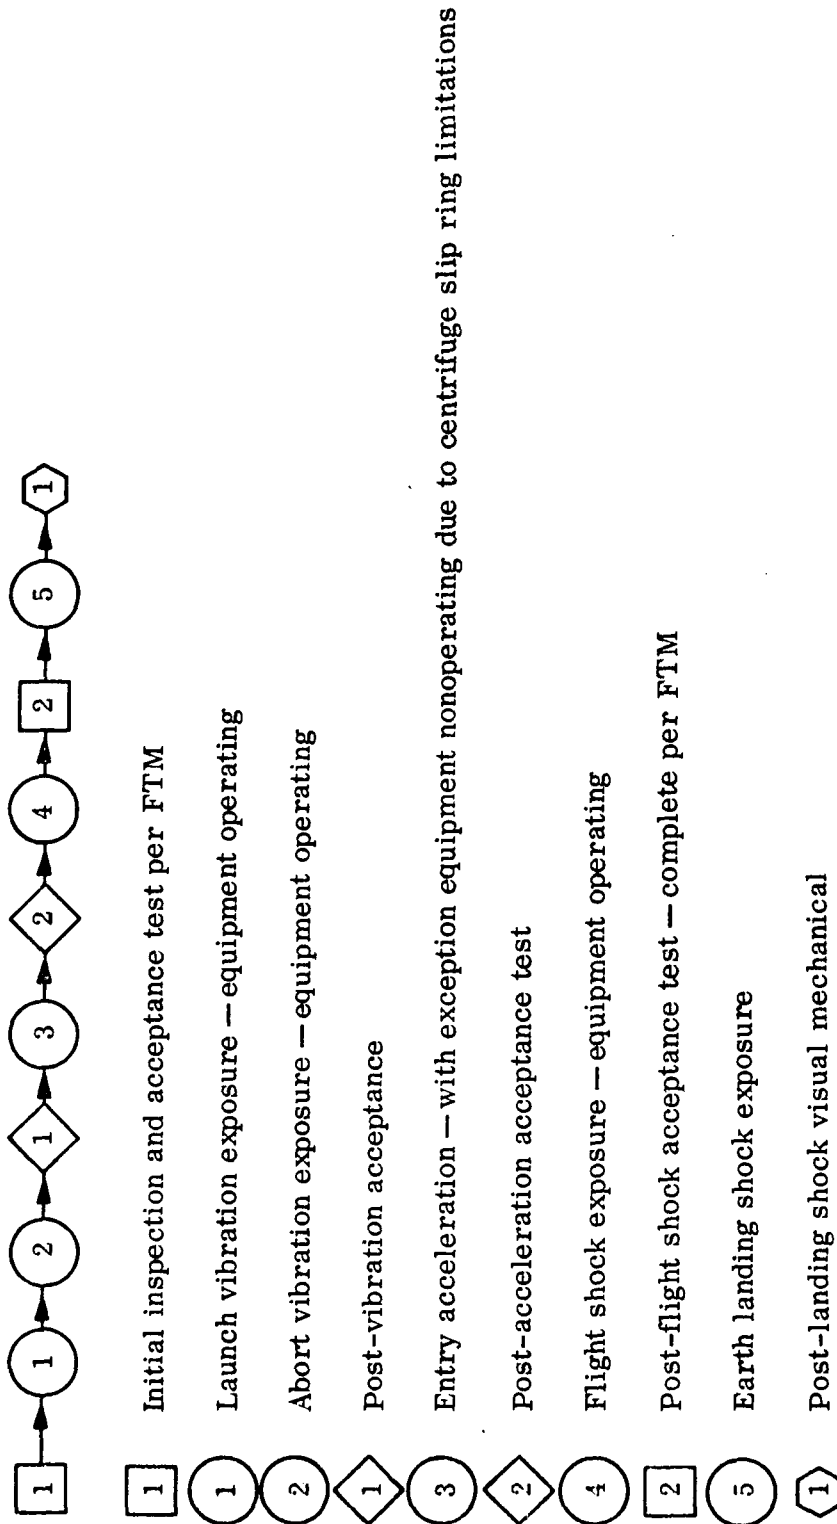 1 1 2 1 3 2 4 2 5 1
1 Initial inspection and acceptance test per FTM
1 Launch vibration exposure — equipment operating
2 Abort vibration exposure — equipment operating
1 Post-vibration acceptance
3 Entry acceleration — with exception equipment nonoperating due to centrifuge slip ring limitations
2 Post-acceleration acceptance test
4 Flight shock exposure — equipment operating
2 Post-flight shock acceptance test — complete per FTM
5 Earth landing shock exposure
1 Post-landing shock visual mechanical